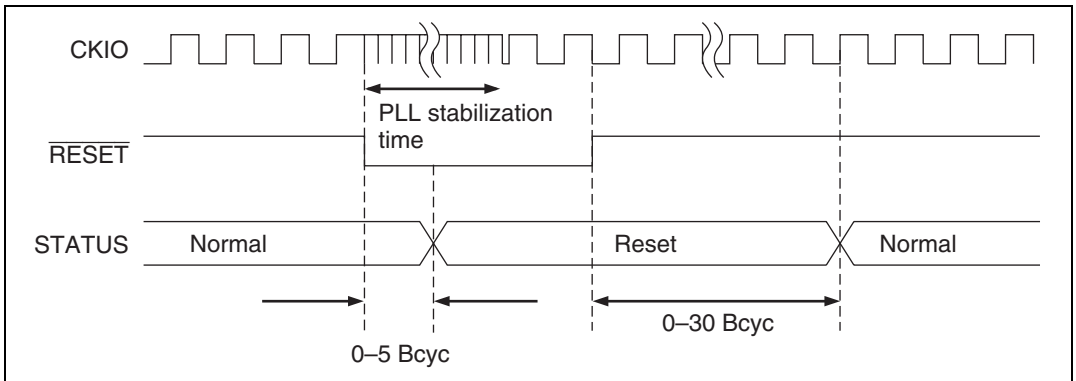 CKIO
PLL stabilization
time
RESET
STATUS
Normal
Reset
Normal
0–30 Bcyc
0–5 Bcyc